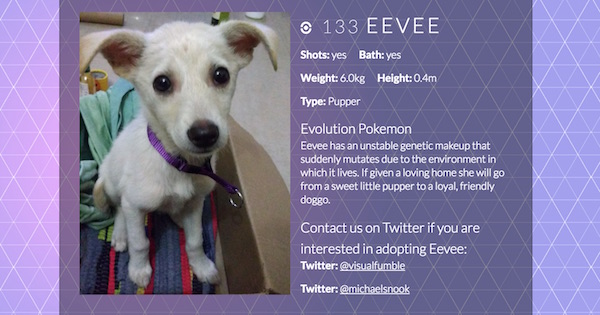 133 EEVEE
Shots: yes Bath: yes
Weight: 6.0kg Height: 0.4m
Type: Pupper
Evolution Pokemon
Eevee has an unstable genetic makeup that
suddenly mutates due to the environment in
which it lives. If given a loving home she will go
from a sweet little pupper to a loyal, friendly
doggo.
Contact us on Twitter if you are
interested in adopting Eevee:
Twitter: @visualfumble
Twitter: @michaelsnook